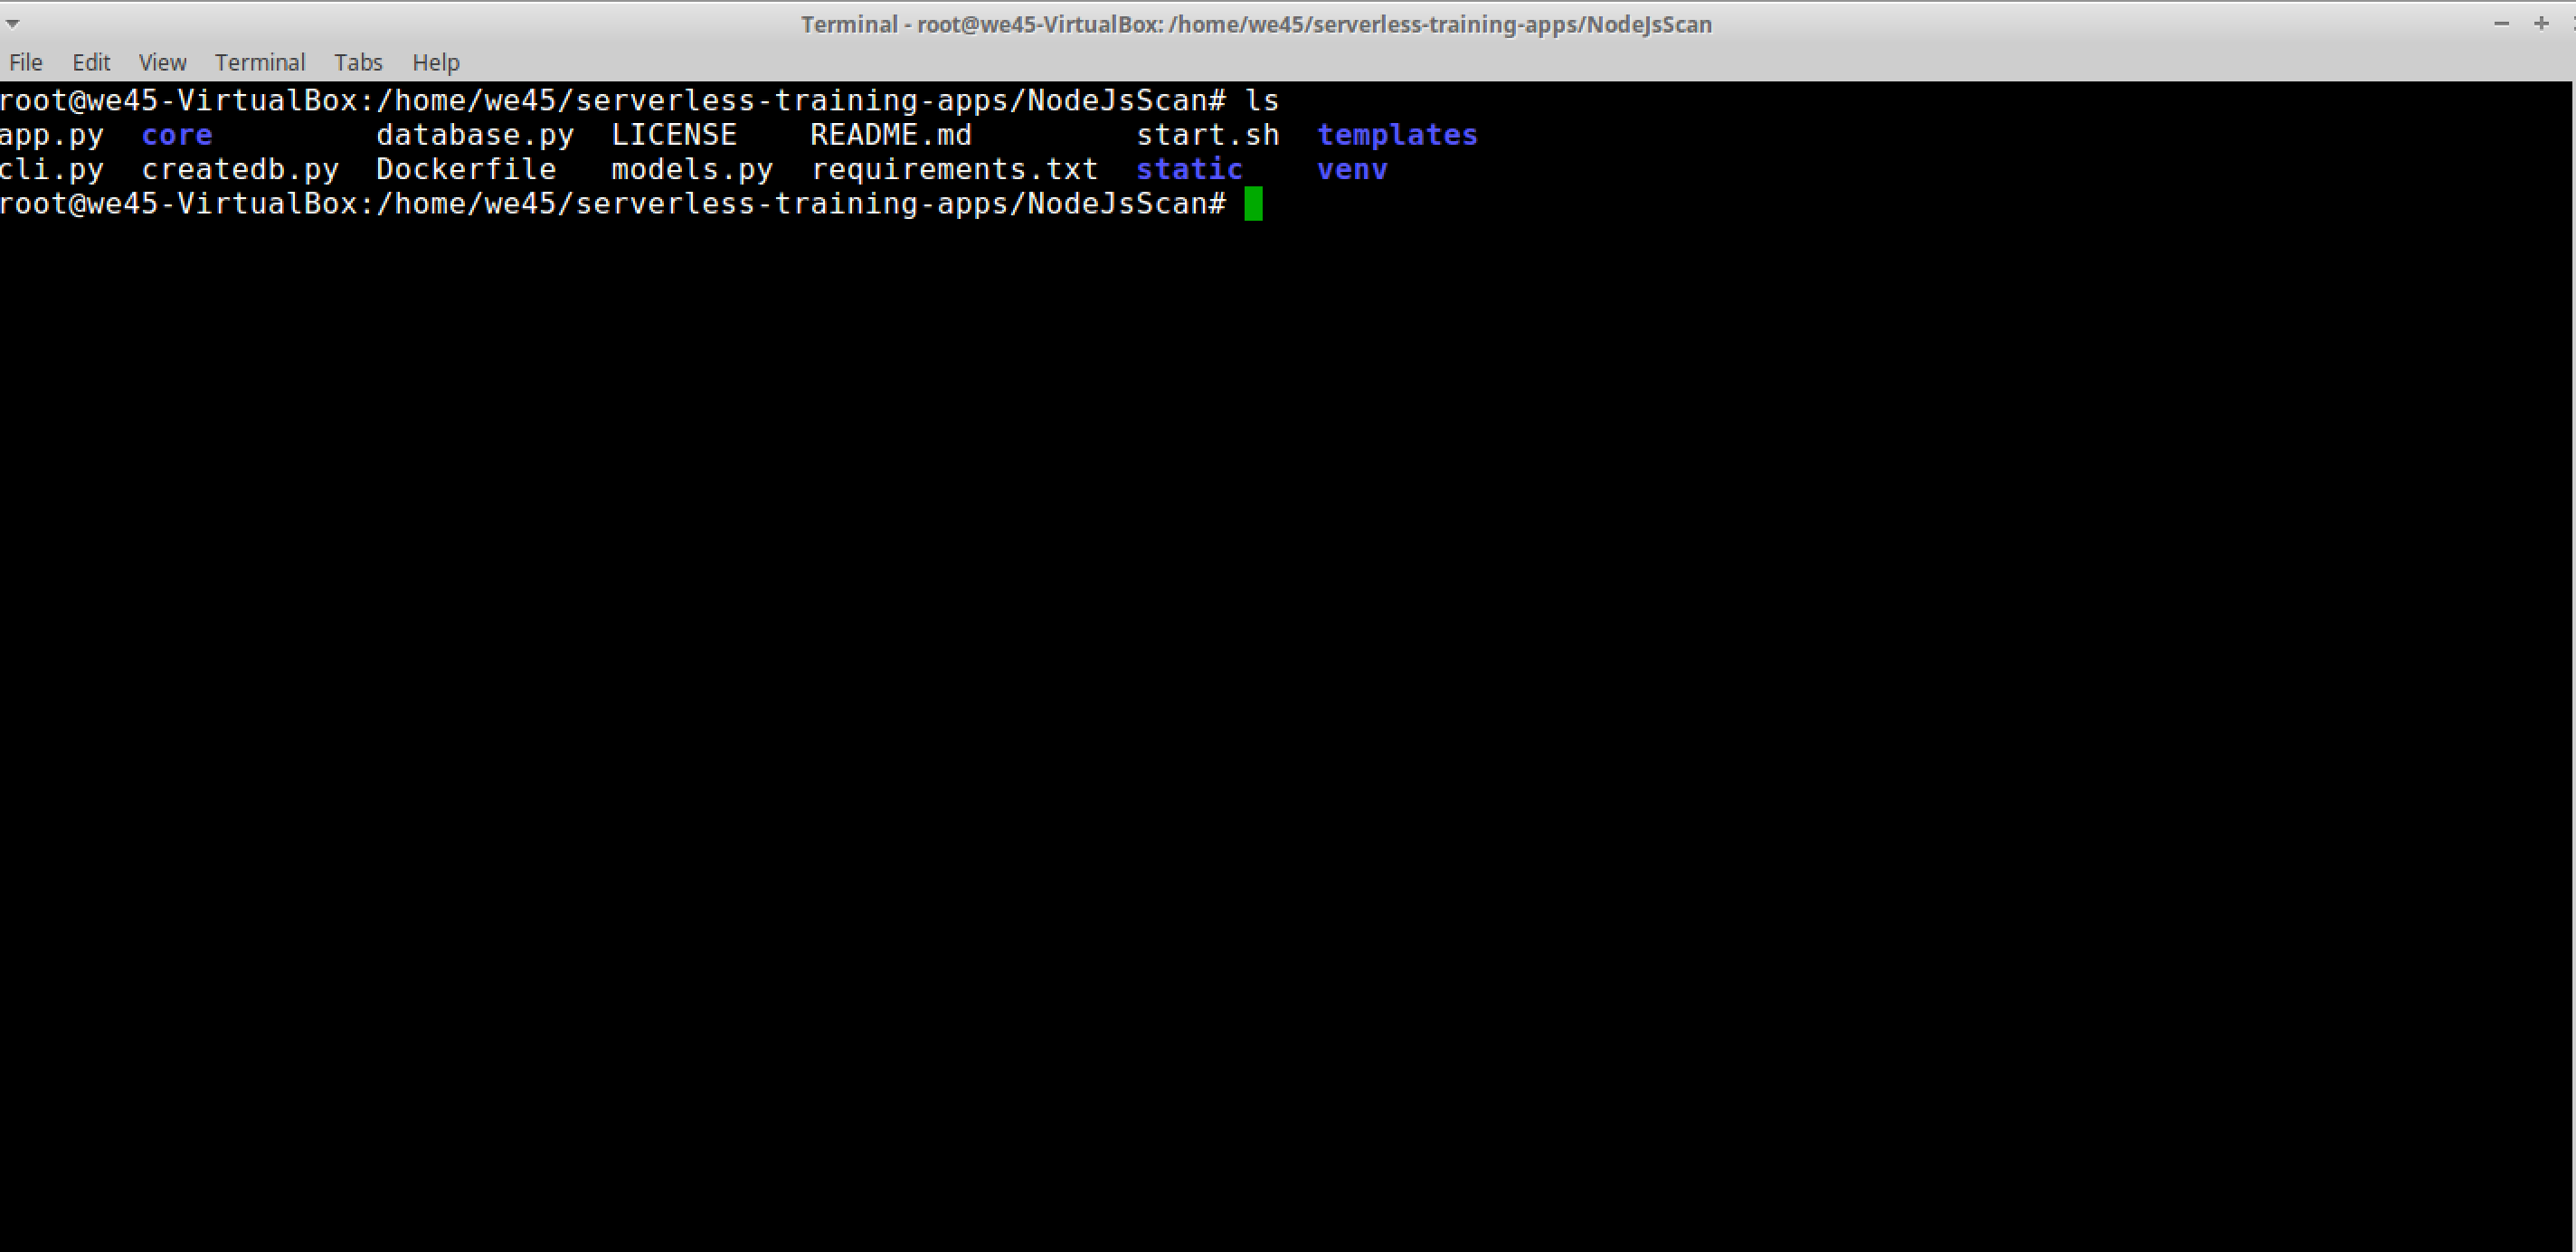 Terminal - root@we45-VirtualBox: /home/we45/serverless-training-apps/NodeJsScan
File Edit View Terminal Tabs Help
root@we45-VirtualBox:/home/we45/serverless-training-apps/NodeJsScan# ls
app.py core database.py LICENSE README.md start.sh templates
cli.py createdb.py Dockerfile models.py requirements.txt static venv
root@we45-VirtualBox:/home/we45/serverless-training-apps/NodeJsScan#